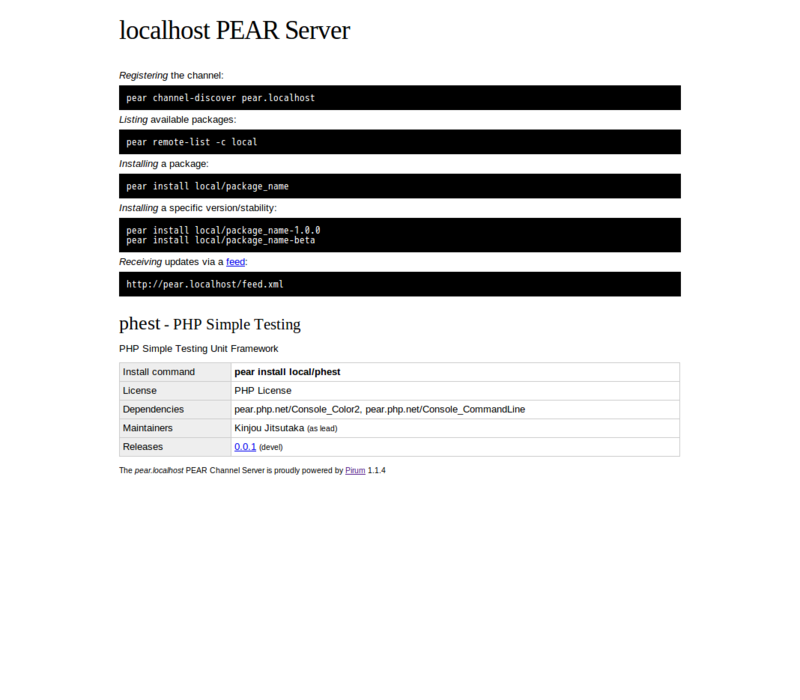 localhost PEAR Server
Registering the channel:
pear channel-discover pear.localhost
Listing available packages:
pear remote-list -c local
Installing a package:
pear install local/package_name
Installing a specific version/stability:
pear install local/package_name-1.0.0
pear install local/package_name-beta
Receiving updates via a feed:
http://pear.localhost/feed.xml
phest - PHP Simple Testing
PHP Simple Testing Unit Framework
Install command pear install local/phest
License PHP License
Dependencies pear.php.net/Console_Color2, pear.php.net/Console_CommandLine
Maintainers Kinjou Jitsutaka (as lead)
Releases 0.0.1 (devel)
The pear.localhost PEAR Channel Server is proudly powered by Pirum 1.1.4